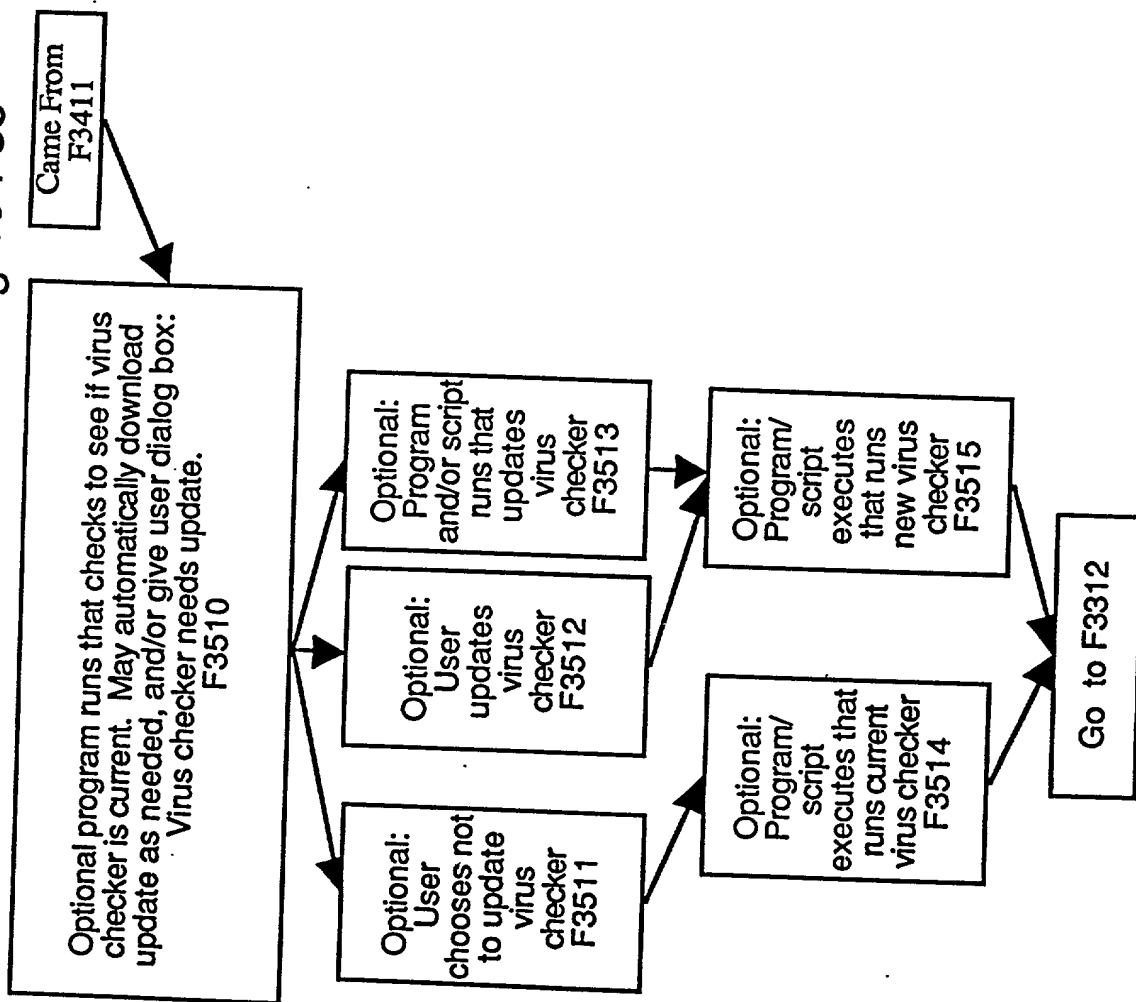 Came From
F3411
Optional program runs that checks to see if virus
checker is current. May automatically download
update as needed, and/or give user dialog box:
Virus checker needs update.
F3510
Optional:
User
chooses not
to update
virus
checker
F3511
Optional:
User
updates
virus
checker
F3512
Optional:
Program
and/or script
runs that
updates
virus
checker
F3513
Optional:
Program/
script
executes that
runs current
virus checker
F3514
Optional:
Program/
script
executes
that runs
new virus
checker
F3515
Go to F3312